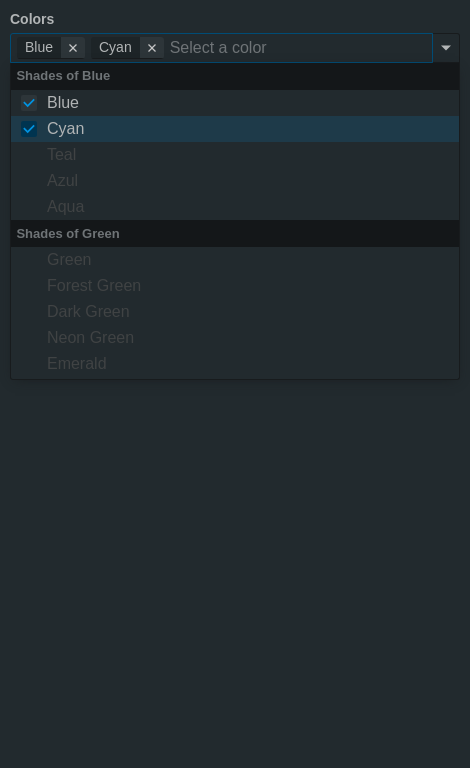 Colors
Blue Cyan Select a color
Shades of Blue
Blue
Cyan
Teal
Azul
Aqua
Shades of Green
Green
Forest Green
Dark Green
Neon Green
Emerald